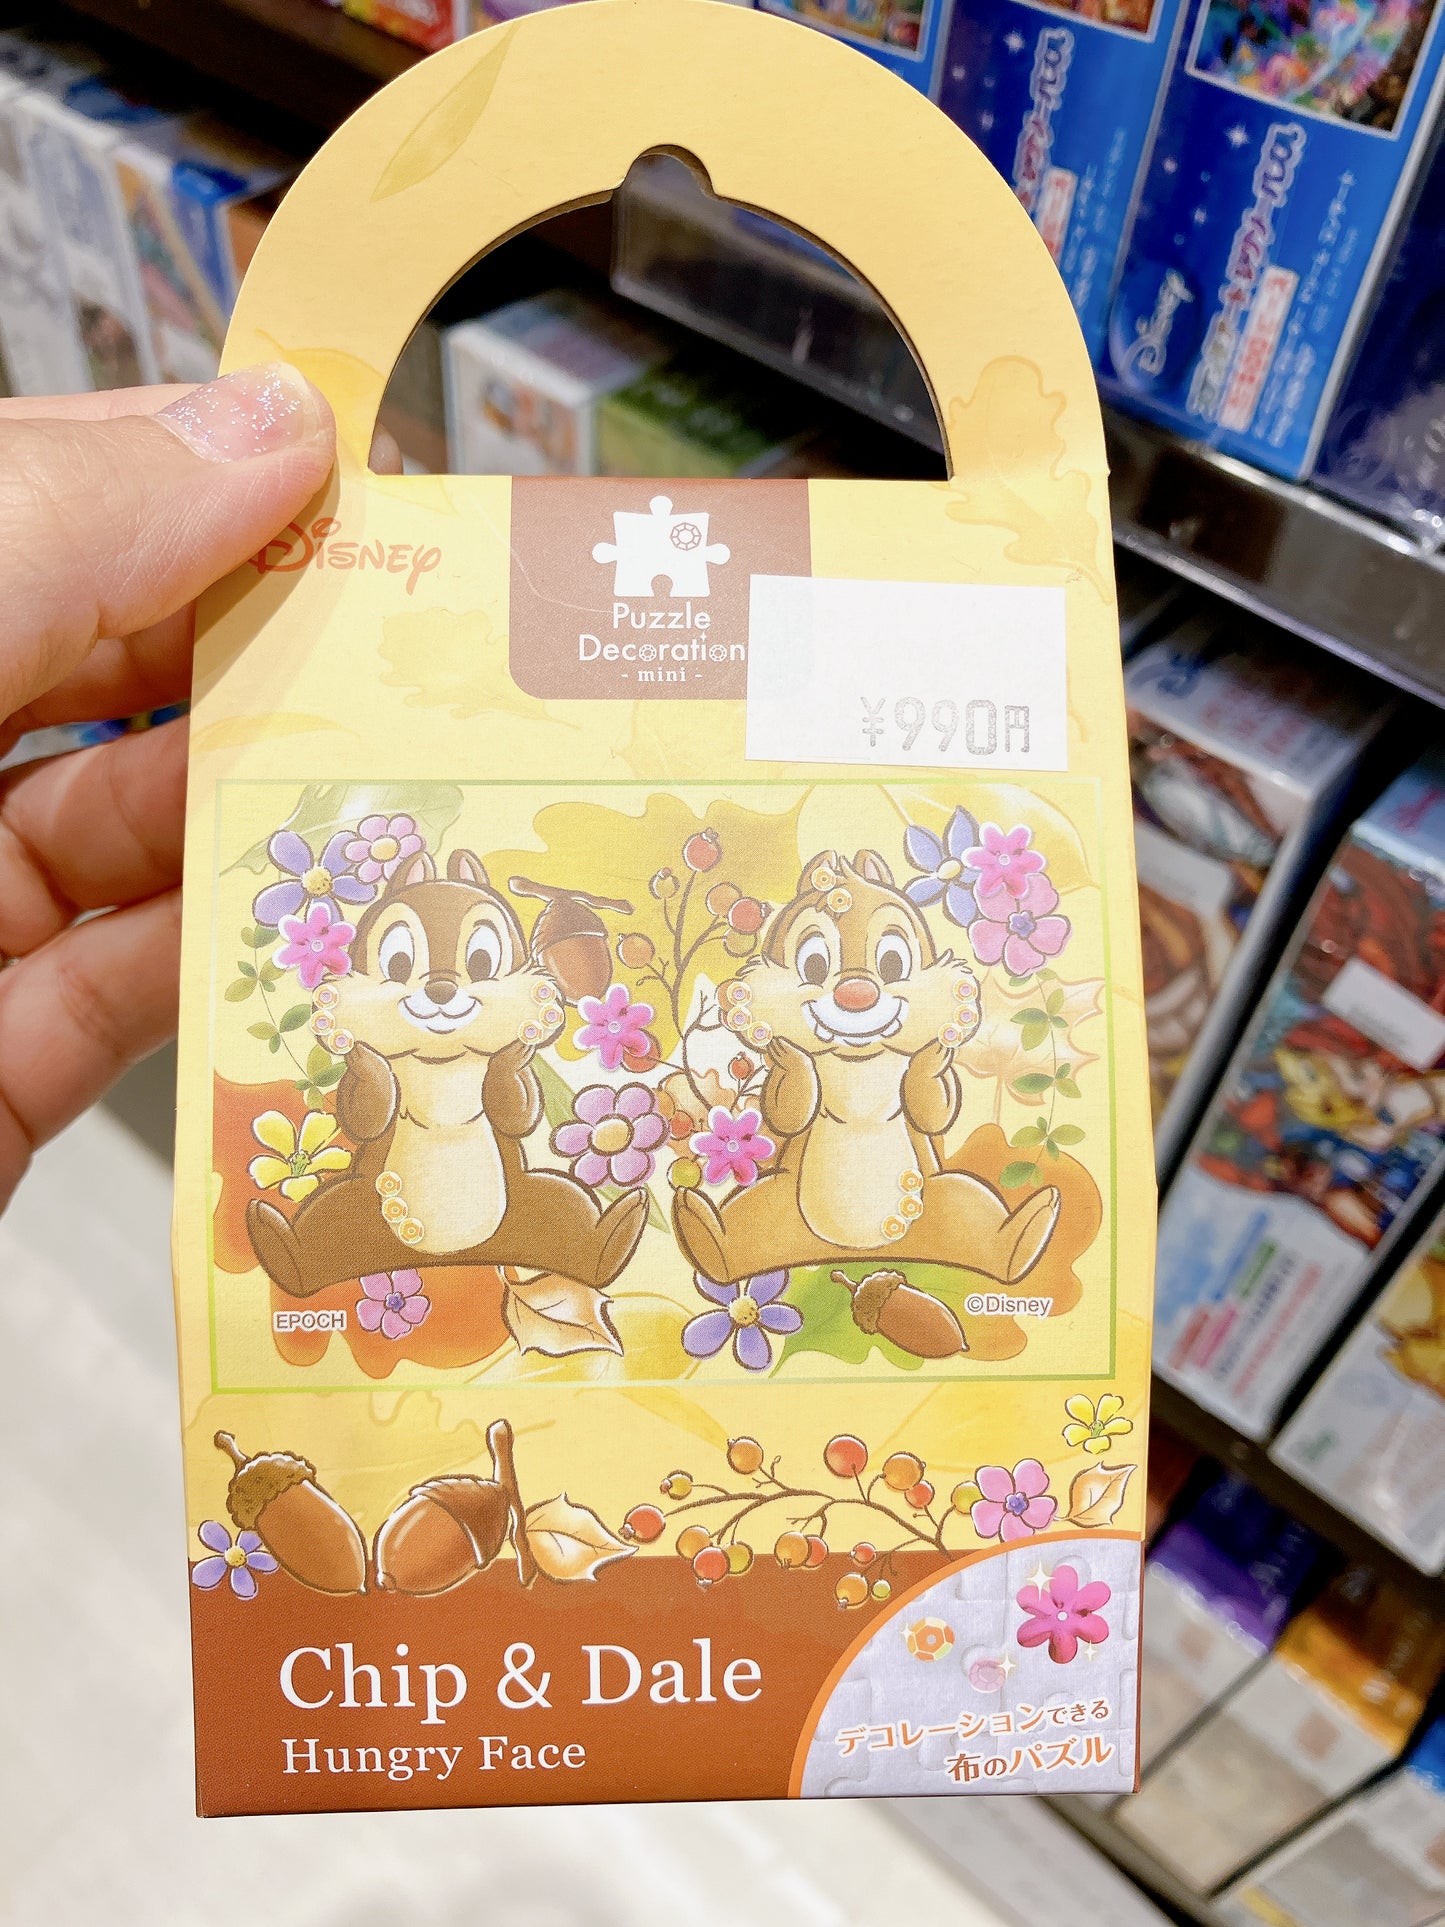 Disney
Puzzle
Decoration
- mini -
¥990円
EPOCH
©Disney
Chip & Dale
Hungry Face
デコレーションできる
布のパズル
Disney